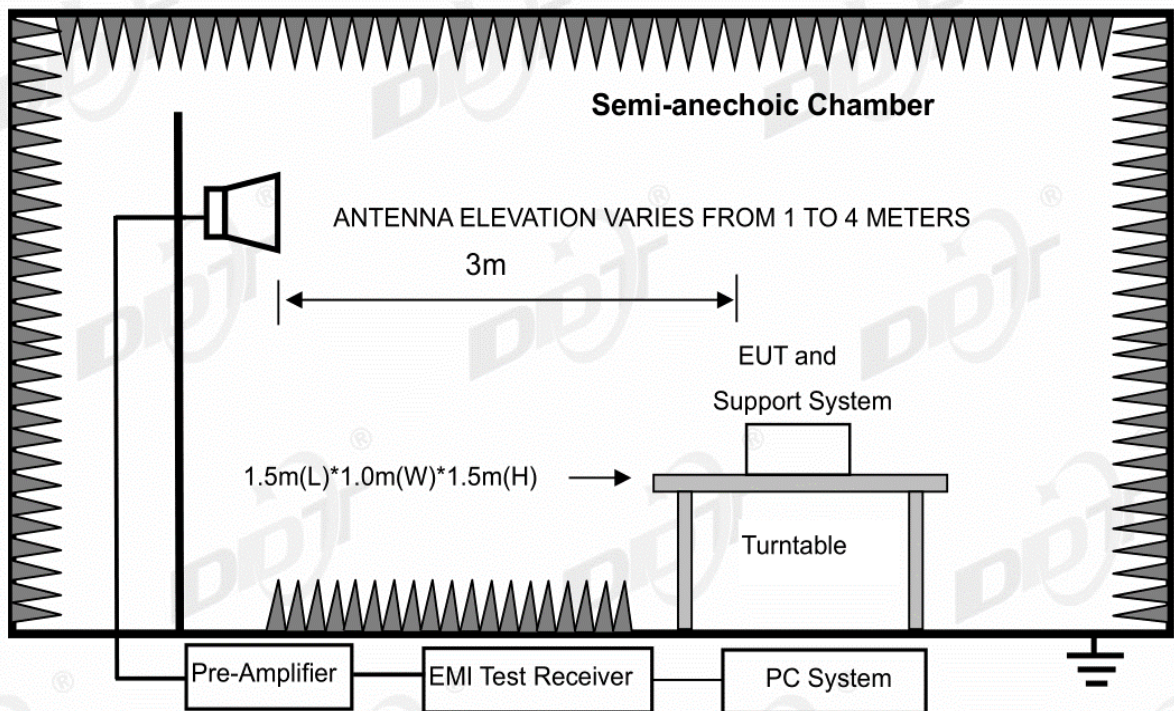 Semi-anechoic Chamber
ANTENNA ELEVATION VARIES FROM 1 TO 4 METERS
3m
EUT and
Support System
1.5m(L)*1.0m(W)*1.5m(H)
Turntable
Pre-Amplifier
EMI Test Receiver
PC System
DDT®